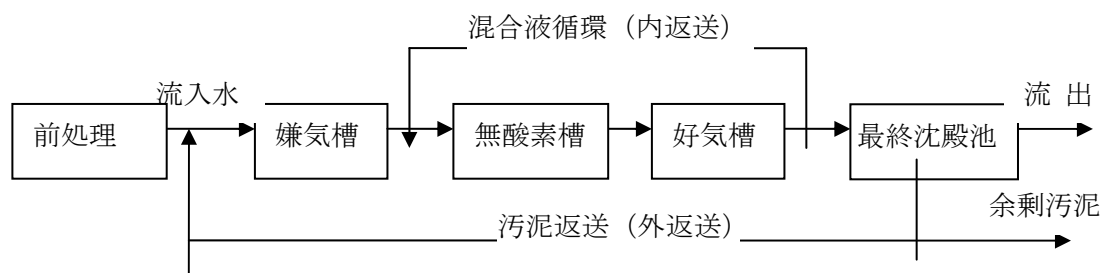 混合液循環（内返送）
流入水
流 出
前処理
嫌気槽
無酸素槽
好気槽
最終沈殿池
余剰汚泥
汚泥返送（外返送）